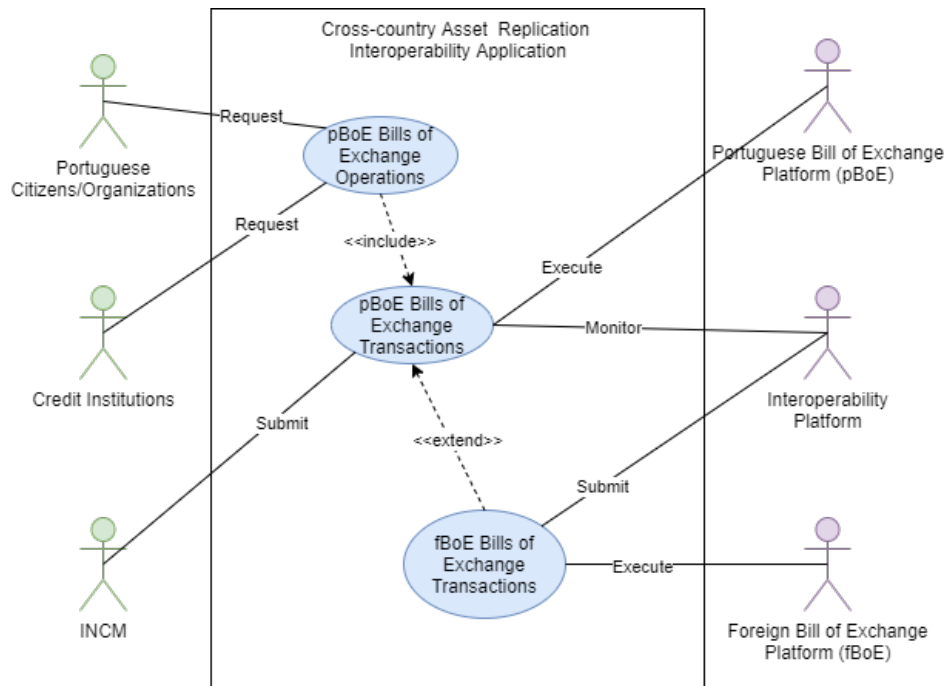 Cross-country Asset Replication
Interoperability Application
Request
pBoE Bills of
Exchange
Operations
Portuguese
Citizens/Organizations
Portuguese Bill of Exchange
Platform (pBoE)
Request
<<include>>
Execute
pBoE Bills of
Exchange
Transactions
Monitor
Credit Institutions
Interoperability
Platform
Submit
<<extend>>
Submit
fBoE Bills of
Exchange
Transactions
Execute
INCM
Foreign Bill of Exchange
Platform (fBoE)